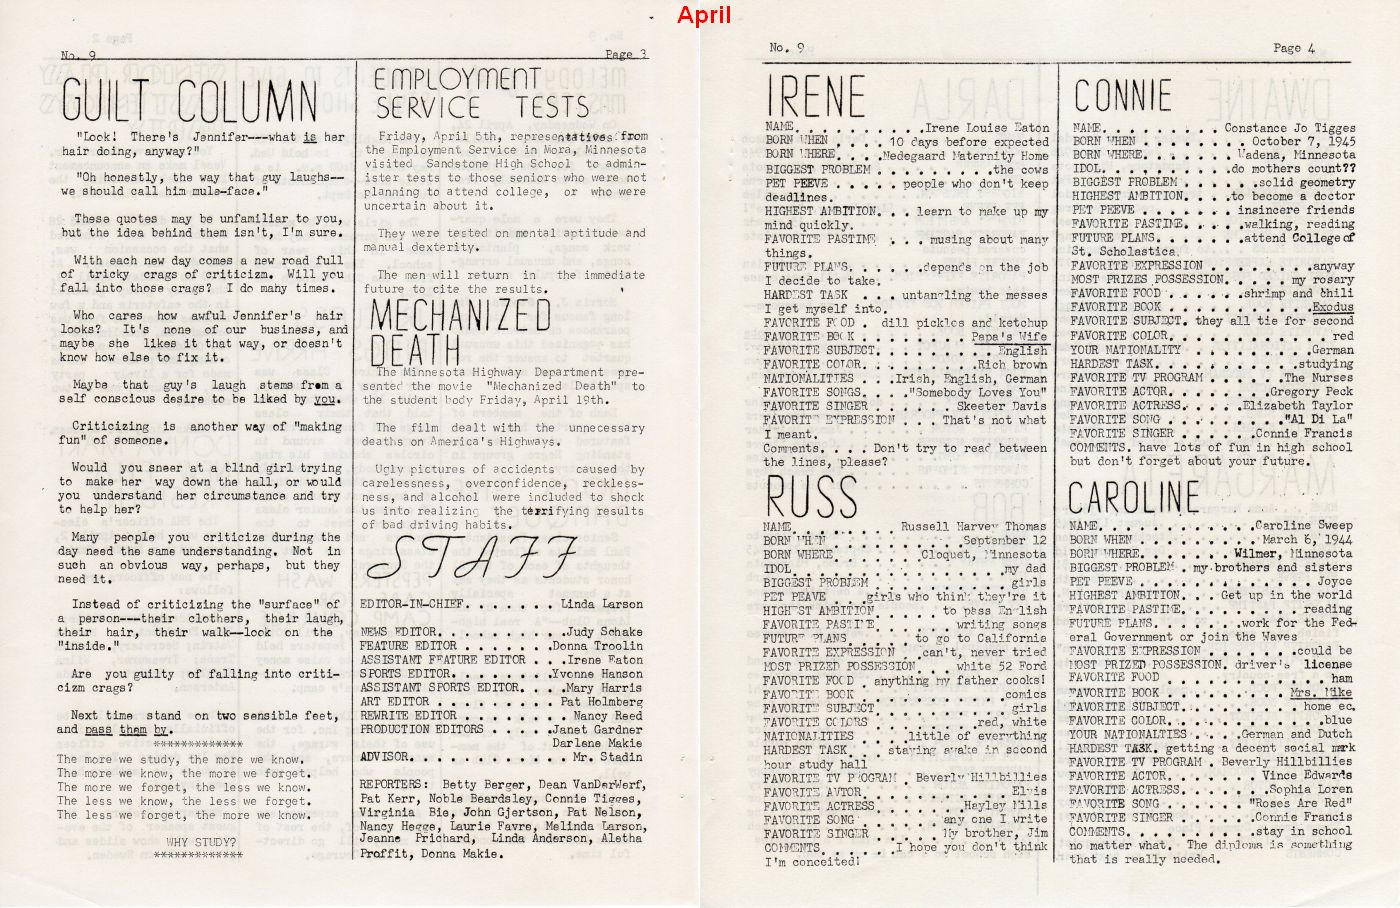 April
No. 9
Page 3
GUILT COLUMN
"Look! There's Jennifer---what is her
hair doing, anyway?"
"Oh honestly, the way that guy laughs--
we should call him mule-face."
These quotes may be unfamiliar to you,
but the idea behind them isn't, I'm sure.
With each new day comes a new road full
of tricky crags of criticizm. Will you
fall into those crags? I do many times.
Who cares how awful Jennifer's hair
looks? It's none of our business, and
maybe she likes it that way, or doesn't
know how else to fix it.
Maybe that guy's laugh stems from a
self conscious desire to be liked by you.
Criticizing is another way of "making
fun" of someone.
Would you sneer at a blind girl trying
to make her way down the hall, or would
you understand her circumstance and try
to help her?
Many people you criticize during the
day need the same understanding. Not in
such an obvious way, perhaps, but they
need it.
Instead of criticizing the "surface" of
a person---their clothers, their laugh,
their hair, their walk--look on the
"inside."
Are you guilty of falling into criti-
cizm crags?
Next time stand on two sensible feet,
and pass them by.
*************
The more we study, the more we know.
The more we know, the more we forget.
The more we forget, the less we know.
The less we know, the less we forget.
The less we forget, the more we know.
WHY STUDY?
*************
EMPLOYMENT
SERVICE TESTS
Friday, April 5th, representatives from
the Employment Service in Mora, Minnesota
visited Sandstone High School to admin-
ister tests to those seniors who were not
planning to attend college, or who were
uncertain about it.
They were tested on mental aptitude and
manual dexterity.
The men will return in the immediate
future to cite the results.
MECHANIZED
DEATH
The Minnesota Highway Department pre-
sented the movie "Mechanized Death" to
the student body Friday, April 19th.
The film dealt with the unnecessary
deaths on America's Highways.
Ugly pictures of accidents caused by
carelessness, overconfidence, reckless-
ness, and alcohol were included to shock
us into realizing the terrifying results
of bad driving habits.
STAFF
EDITOR-IN-CHIEF. . . . . . . Linda Larson
NEWS EDITOR. . . . . . . . . .Judy Schake
FEATURE EDITOR . . . . . . .Donna Troolin
ASSISTANT FEATURE EDITOR . . .Irene Eaton
SPORTS EDITOR. . . . . . . .Yvonne Hanson
ASSISTANT SPORTS EDITOR. . . .Mary Harris
ART EDITOR . . . . . . . . . Pat Holmberg
REWRITE EDITOR . . . . . . . . Nancy Reed
PRODUCTION EDITORS . . . . .Janet Gardner
Darlene Makie
ADVISOR. . . . . . . . . . . . Mr. Stadin
REPORTERS: Betty Berger, Dean VanDerWerf,
Pat Kerr, Noble Beardsley, Connie Tigges,
Virginia Bie, John Gjertson, Pat Nelson,
Nancy Hegge, Laurie Favre, Melinda Larson,
Jeanne Prichard, Linda Anderson, Aletha
Proffit, Donna Makie.
No. 9
Page 4
IRENE
NAME. . . . . . . . . .Irene Louise Eaton
BORN WHEN . . . . 10 days before expected
BORN WHERE. . . .Nedegaard Maternity Home
BIGGEST PROBLEM . . . . . . . . .the cows
PET PEEVE . . . . . people who don't keep
deadlines.
HIGHEST AMBITION. . . learn to make up my
mind quickly.
FAVORITE PASTIME . . . musing about many
things.
FUTURE PLANS. . . . . .depends on the job
I decide to take.
HARDEST TASK . . . untangling the messes
I get myself into.
FAVORITE FOOD . dill pickles and ketchup
FAVORITE BOOK . . . . . . . . Papa's Wife
FAVORITE SUBJECT. . . . . . . . . English
FAVORITE COLOR. . . . . . . . .Rich brown
NATIONALITIES . . .Irish, English, German
FAVORITE SONGS. . . ."Somebody Loves You"
FAVORITE SINGER . . . . . . Skeeter Davis
FAVORITE EXPRESSION . . . That's not what
I meant.
Comments. . . . Don't try to read between
the lines, please?
RUSS
NAME. . . . . . . . Russell Harvey Thomas
BORN WHEN . . . . . . . . . .September 12
BORN WHERE . . . . . . Cloquet, Minnesota
IDOL. . . . . . . . . . . . . . . .my dad
BIGGEST PROBLEM . . . . . . . . . . girls
PET PEAVE . . .girls who think they're it
HIGHEST AMBITION . . . . to pass English
FAVORITE PASTIME. . . . . . writing songs
FUTURE PLANS . . . . . to go to California
FAVORITE EXPRESSION . can't, never tried
MOST PRIZED POSSESSION . . . white 52 Ford
FAVORITE FOOD . anything my father cooks!
FAVORITE BOOK . . . . . . . . . . .comics
FAVORITE SUBJECT . . . . . . . . . .girls
FAVORITE COLORS . . . . . . . .red, white
NATIONALITIES . . . .little of everything
HARDEST TASK . . staying awake in second
hour study hall
FAVORITE TV PROGRAM . Beverly Hillbillies
FAVORITE AVTOR. . . . . . . . . . . Elvis
FAVORITE ACTRESS. . . . . . .Hayley Mills
FAVORITE SONG . . . . . . any one I write
FAVORITE SINGER . . . . . My brother, Jim
COMMENTS. . . . . . .I hope you don't think
I'm conceited!
CONNIE
NAME. . . . . . . . . Constance Jo Tigges
BORN WHEN . . . . . . . . October 7, 1945
BORN WHERE. . . . . . . Wadena, Minnesota
IDOL. . . . . . . . . .do mothers count??
BIGGEST PROBLEM . . . . . .solid geometry
HIGHEST AMBITION. . . .to become a doctor
PET PEEVE . . . . . . . insincere friends
FAVORITE PASTIME. . . . .walking, reading
FUTURE PLANS. . . . . . .attend College of
St. Scholastica.
FAVORITE EXPRESSION . . . . . . . .anyway
MOST PRIZES POSSESSION. . . . . my rosary
FAVORITE FOOD . . . . . .shrimp and chili
FAVORITE BOOK . . . . . . . . . . .Exodus
FAVORITE SUBJECT. they all tie for second
FAVORITE COLOR. . . . . . . . . . . . red
YOUR NATIONALITY . . . . . . . . . .German
HARDEST TASK. . . . . . . . . . .studying
FAVORITE TV PROGRAM . . . . . .The Nurses
FAVORITE ACTOR. . . . . . . .Gregory Peck
FAVORITE ACTRESS. . . . .Elizabeth Taylor
FAVORITE SONG . . . . . . . . ."Al Di La"
FAVORITE SINGER . . . . . .Connie Francis
COMMENTS. have lots of fun in high school
but don't forget about your future.
CAROLINE
NAME. . . . . . . . . . . .Caroline Sweep
BORN WHEN . . . . . . . . . March 6, 1944
BORN WHERE. . . . . . . Wilmer, Minnesota
BIGGEST PROBLEM . my brothers and sisters
PET PEEVE . . . . . . . . . . . . . Joyce
HIGHEST AMBITION. . . Get up in the world
FAVORITE PASTIME. . . . . . . . . reading
FUTURE PLANS. . . . . . .work for the Fed-
eral Government or join the Waves
FAVORITE EXPRESSION . . . . . . .could be
MOST PRIZED POSSESSION. driver's license
FAVORITE FOOD . . . . . . . . . . . . ham
FAVORITE BOOK . . . . . . . . . Mrs. Mike
FAVORITE SUBJECT. . . . . . . . .home ec.
FAVORITE COLOR. . . . . . . . . . . .blue
YOUR NATIONALTIES . . . .German and Dutch
HARDEST TASK. getting a decent social mark
FAVORITE TV PROGRAM . Beverly Hillbillies
FAVORITE ACTOR. . . . . . . Vince Edwards
FAVORITE ACTRESS. . . . . . .Sophia Loren
FAVORITE SONG . . . . . ."Roses Are Red"
FAVORITE SINGER . . . . . .Connie Francis
COMMENTS. . . . . . . . . .stay in school
no matter what. The diploma is something
that is really needed.